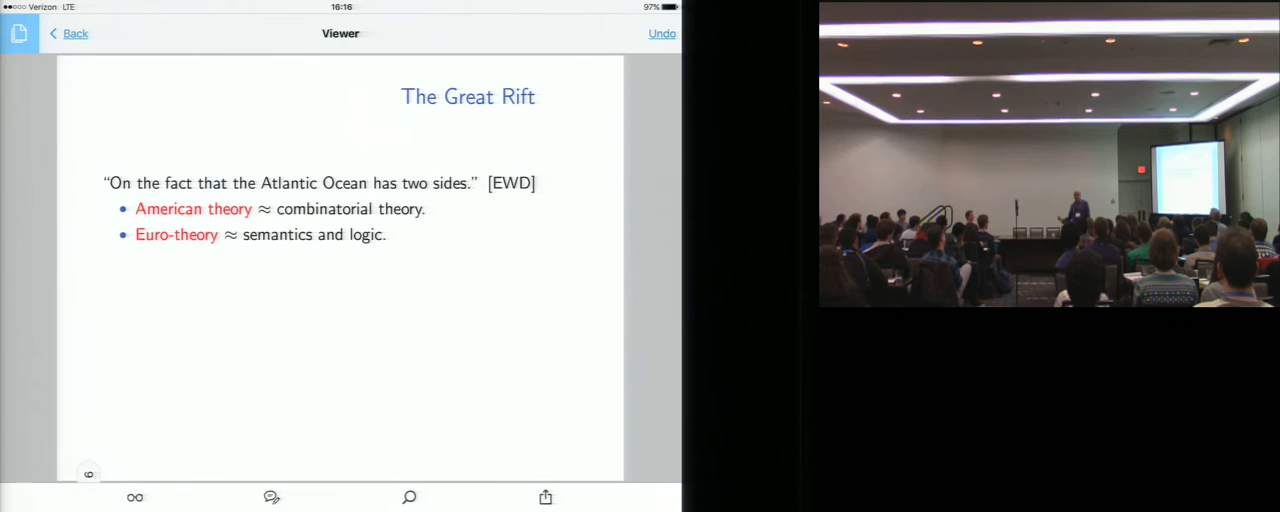 ●●○○○ Verizon LTE 16:16 97%
Back Viewer Undo
The Great Rift
“On the fact that the Atlantic Ocean has two sides.” [EWD]
• American theory ≈ combinatorial theory.
• Euro-theory ≈ semantics and logic.
6